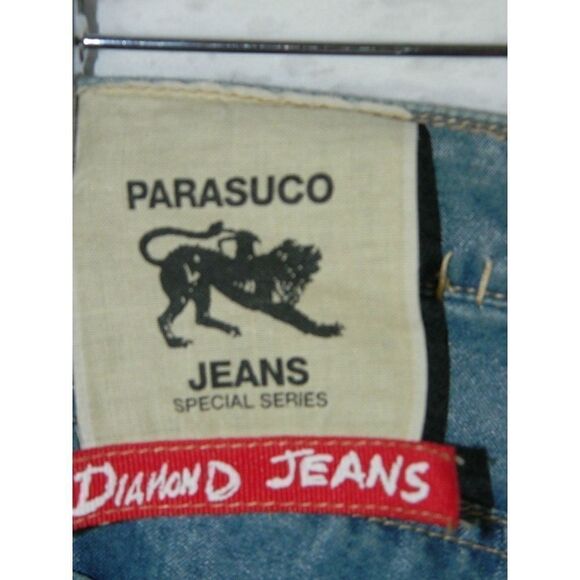 PARASUCO
JEANS
SPECIAL SERIES
DIAMOND JEANS